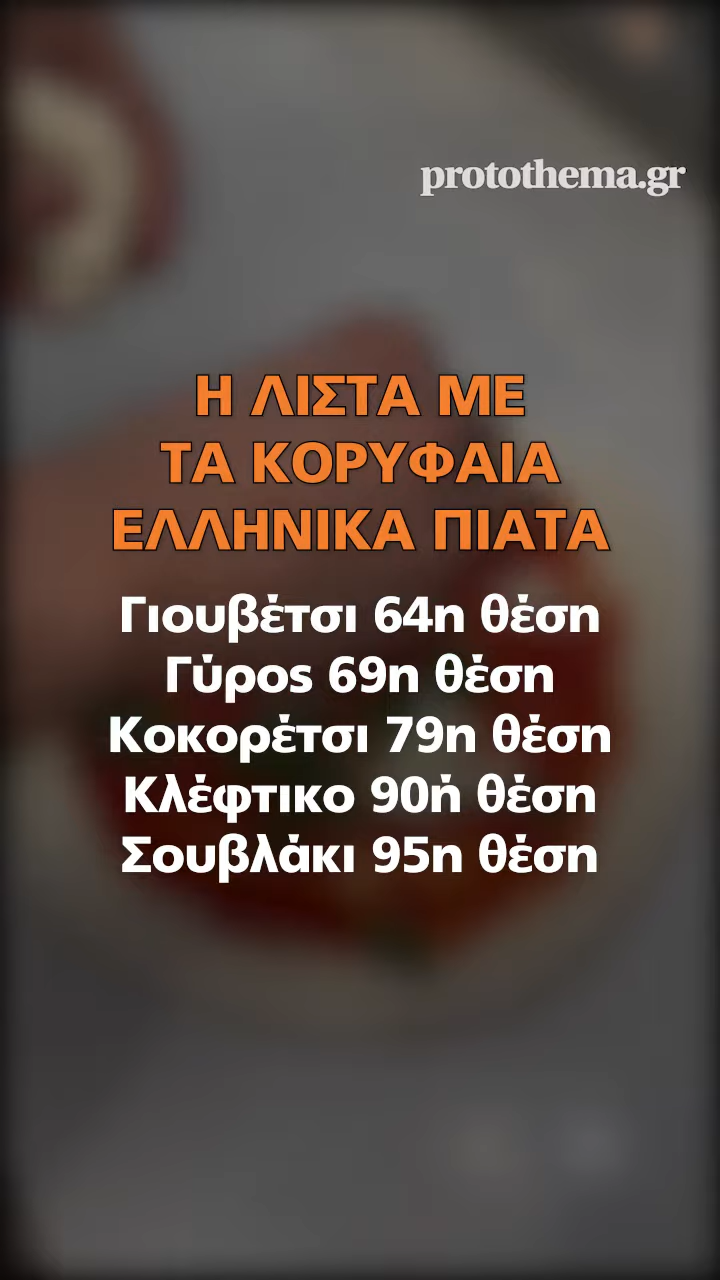 protothema.gr
Η ΛΙΣΤΑ ΜΕ
ΤΑ ΚΟΡΥΦΑΙΑ
ΕΛΛΗΝΙΚΑ ΠΙΑΤΑ
Γιουβέτσι 64η θέση
Γύρος 69η θέση
Κοκορέτσι 79η θέση
Κλέφτικο 90ή θέση
Σουβλάκι 95η θέση